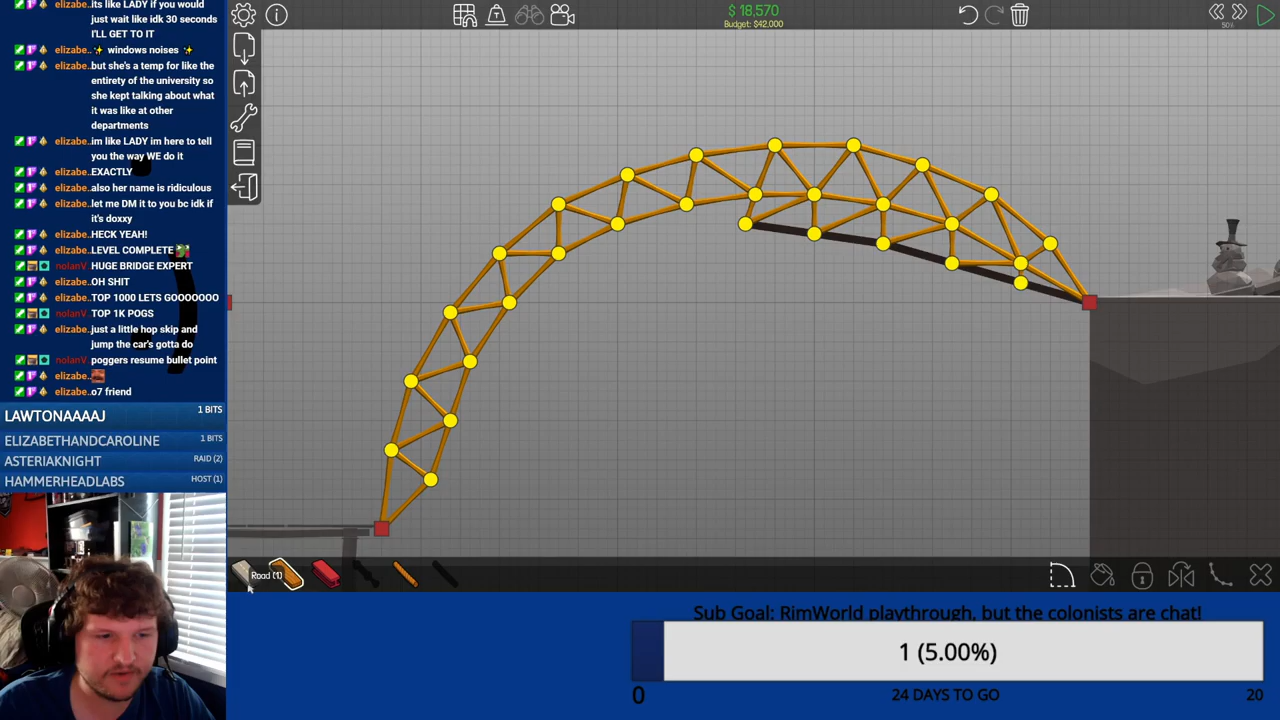 elizabe..its like LADY if you would
just wait like idk 30 seconds
I'LL GET TO IT
elizabe..✨ windows noises ✨
elizabe..but she's a temp for like the
entirety of the university so
she kept talking about what
it was like at other
departments
elizabe..im like LADY im here to tell
you the way WE do it
elizabe..EXACTLY
elizabe..also her name is ridiculous
elizabe..let me DM it to you bc idk if
it's doxxy
elizabe..HECK YEAH!
elizabe..LEVEL COMPLETE
nolanV..HUGE BRIDGE EXPERT
elizabe..OH SHIT
elizabe..TOP 1000 LETS GOOOOOOO
nolanV..TOP 1K POGS
elizabe..just a little hop skip and
jump the car's gotta do
nolanV..poggers resume bullet point
elizabe..
elizabe..o7 friend
LAWTONAAAAJ 1 BITS
ELIZABETHANDCAROLINE 1 BITS
ASTERIAKNIGHT RAID (2)
HAMMERHEADLABS HOST (1)
$ 18,570
Budget: $42,000
50%
Road (1)
Sub Goal: RimWorld playthrough, but the colonists are chat!
1 (5.00%)
0
24 DAYS TO GO
20